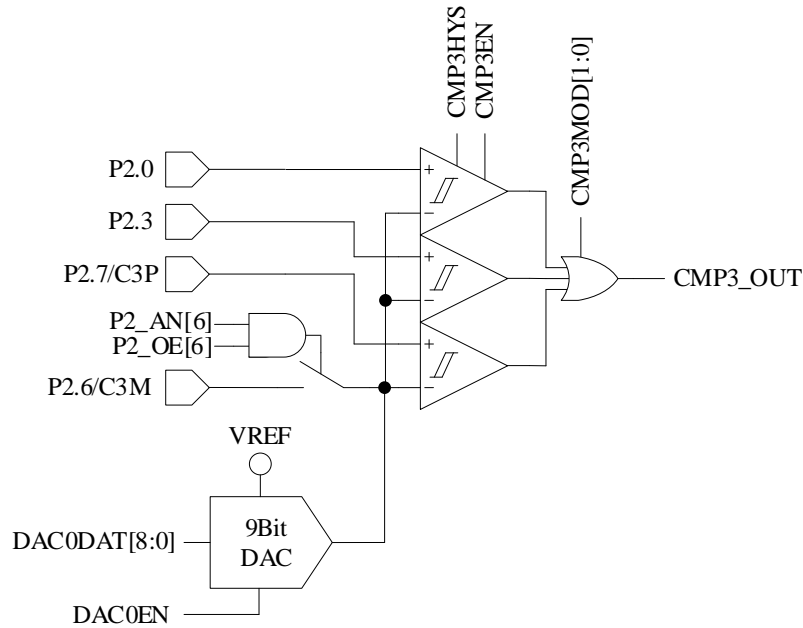 CMP3HYS
CMP3EN
CMP3MOD[1:0]
P2.0
+
−
P2.3
+
P2.7/C3P
−
CMP3_OUT
P2_AN[6]
P2_OE[6]
+
P2.6/C3M
−
VREF
DAC0DAT[8:0]
9Bit
DAC
DAC0EN